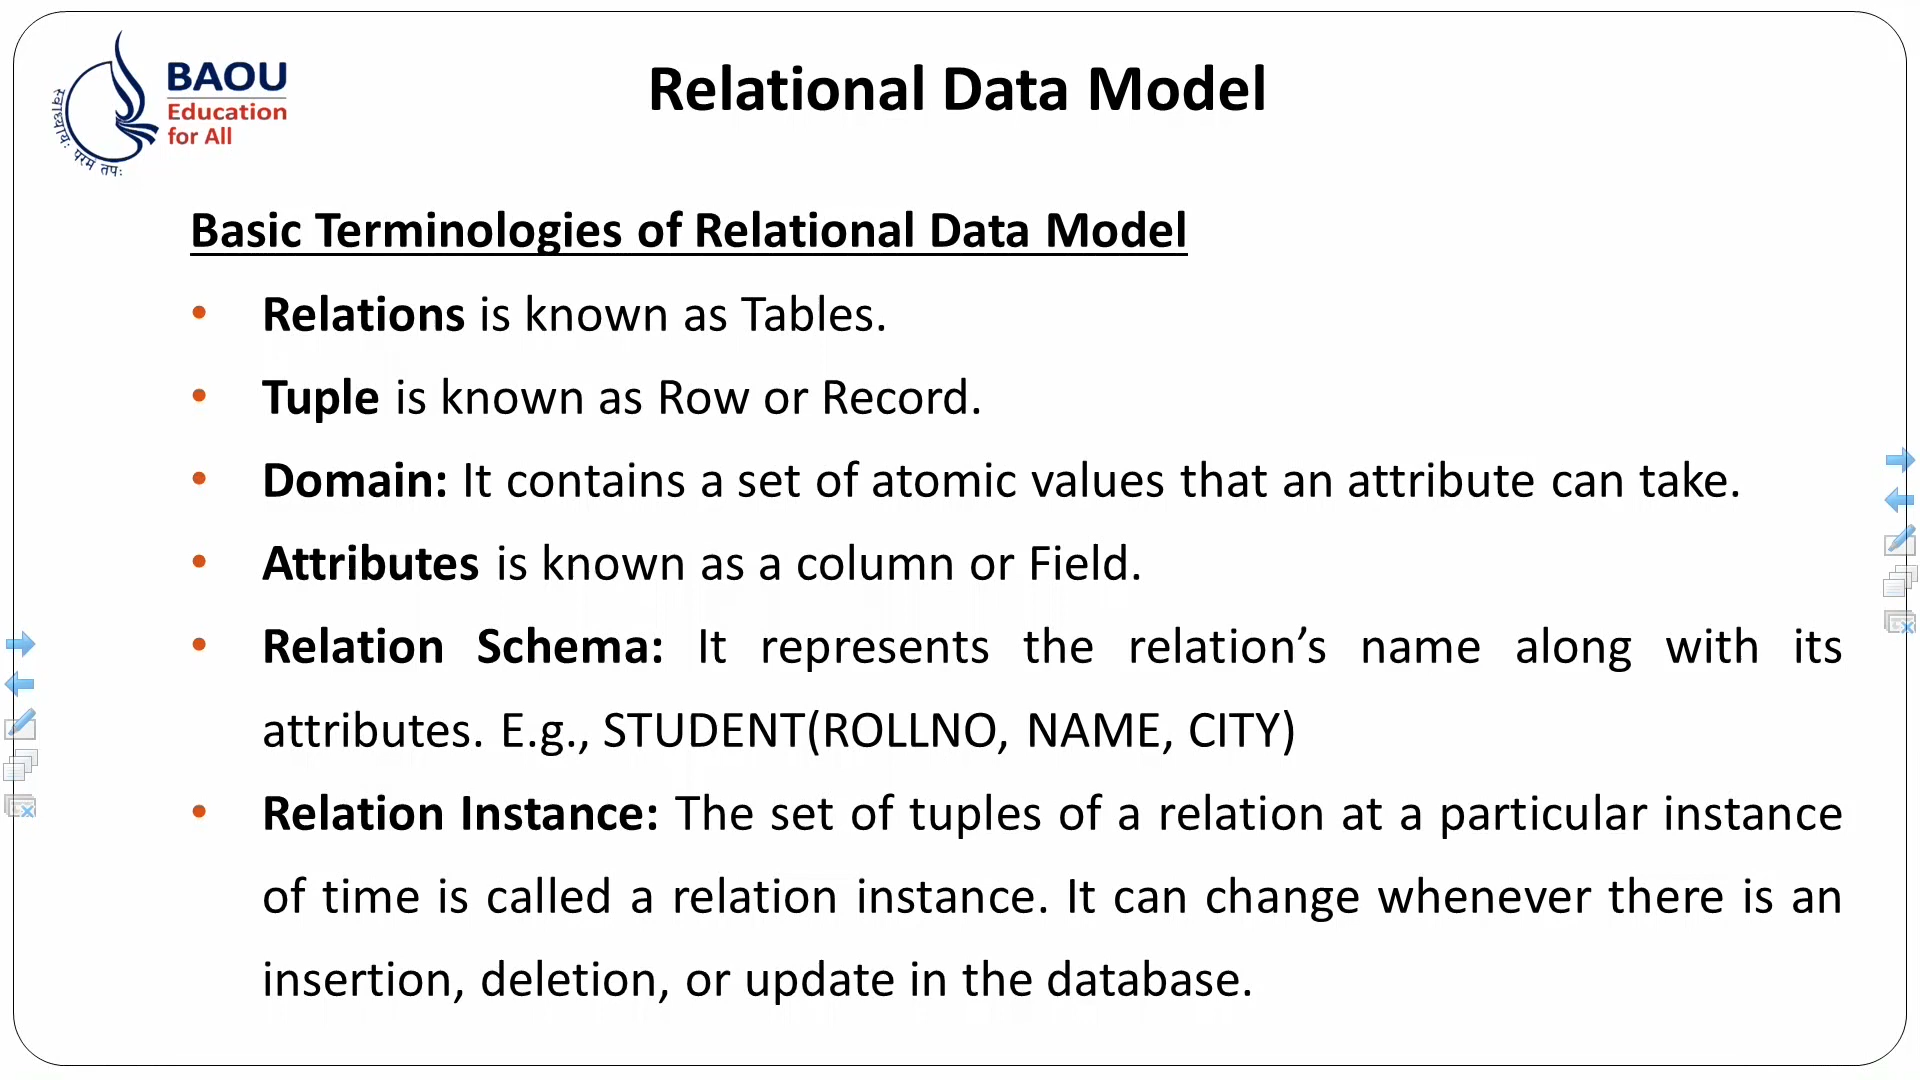 BAOU
Education
for All
स्वाध्यायः परमं तपः
Relational Data Model
Basic Terminologies of Relational Data Model
• Relations is known as Tables.
• Tuple is known as Row or Record.
• Domain: It contains a set of atomic values that an attribute can take.
• Attributes is known as a column or Field.
• Relation Schema: It represents the relation’s name along with its
attributes. E.g., STUDENT(ROLLNO, NAME, CITY)
• Relation Instance: The set of tuples of a relation at a particular instance
of time is called a relation instance. It can change whenever there is an
insertion, deletion, or update in the database.